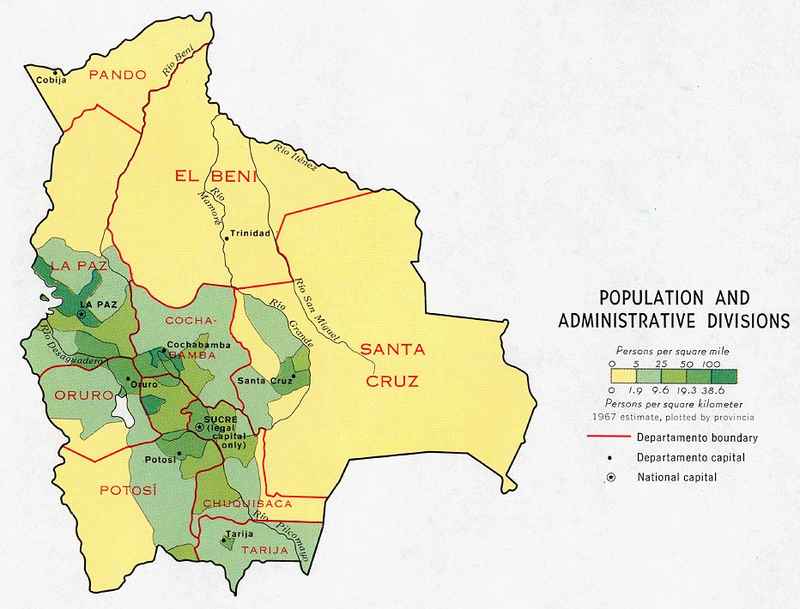 PANDO
Cobija
Río Beni
EL BENI
Río Iténez
Río
Mamoré
Trinidad
LA PAZ
LA PAZ
Río Desaguadero
COCHA-
BAMBA
Cochabamba
Río Grande
Río San Miguel
SANTA
CRUZ
Santa Cruz
Oruro
ORURO
SUCRE
(legal
capital
only)
Potosí
POTOSÍ
CHUQUISACA
Río Pilcomayo
Tarija
TARIJA
POPULATION AND
ADMINISTRATIVE DIVISIONS
Persons per square mile
0 5 25 50 100
0 1.9 9.6 19.3 38.6
Persons per square kilometer
1967 estimate, plotted by provincia
Departamento boundary
Departamento capital
National capital